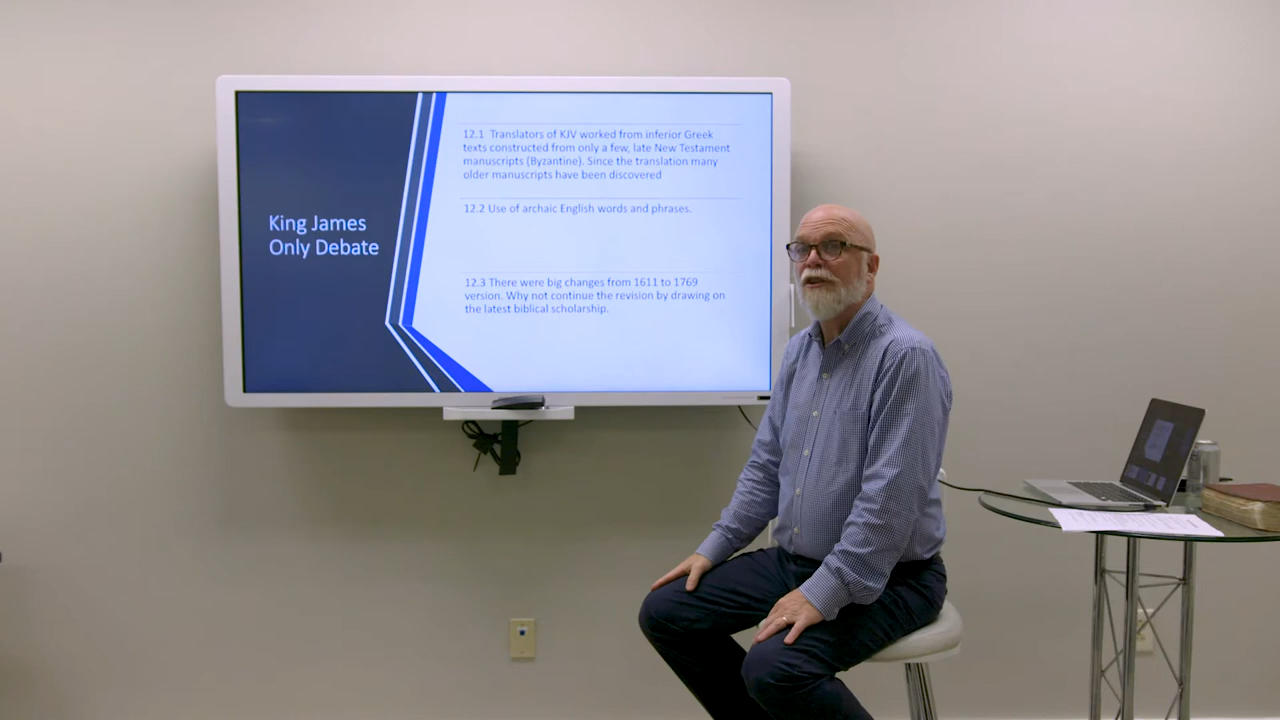 King James
Only Debate
12.1 Translators of KJV worked from inferior Greek
texts constructed from only a few, late New Testament
manuscripts (Byzantine). Since the translation many
older manuscripts have been discovered
12.2 Use of archaic English words and phrases.
12.3 There were big changes from 1611 to 1769
version. Why not continue the revision by drawing on
the latest biblical scholarship.